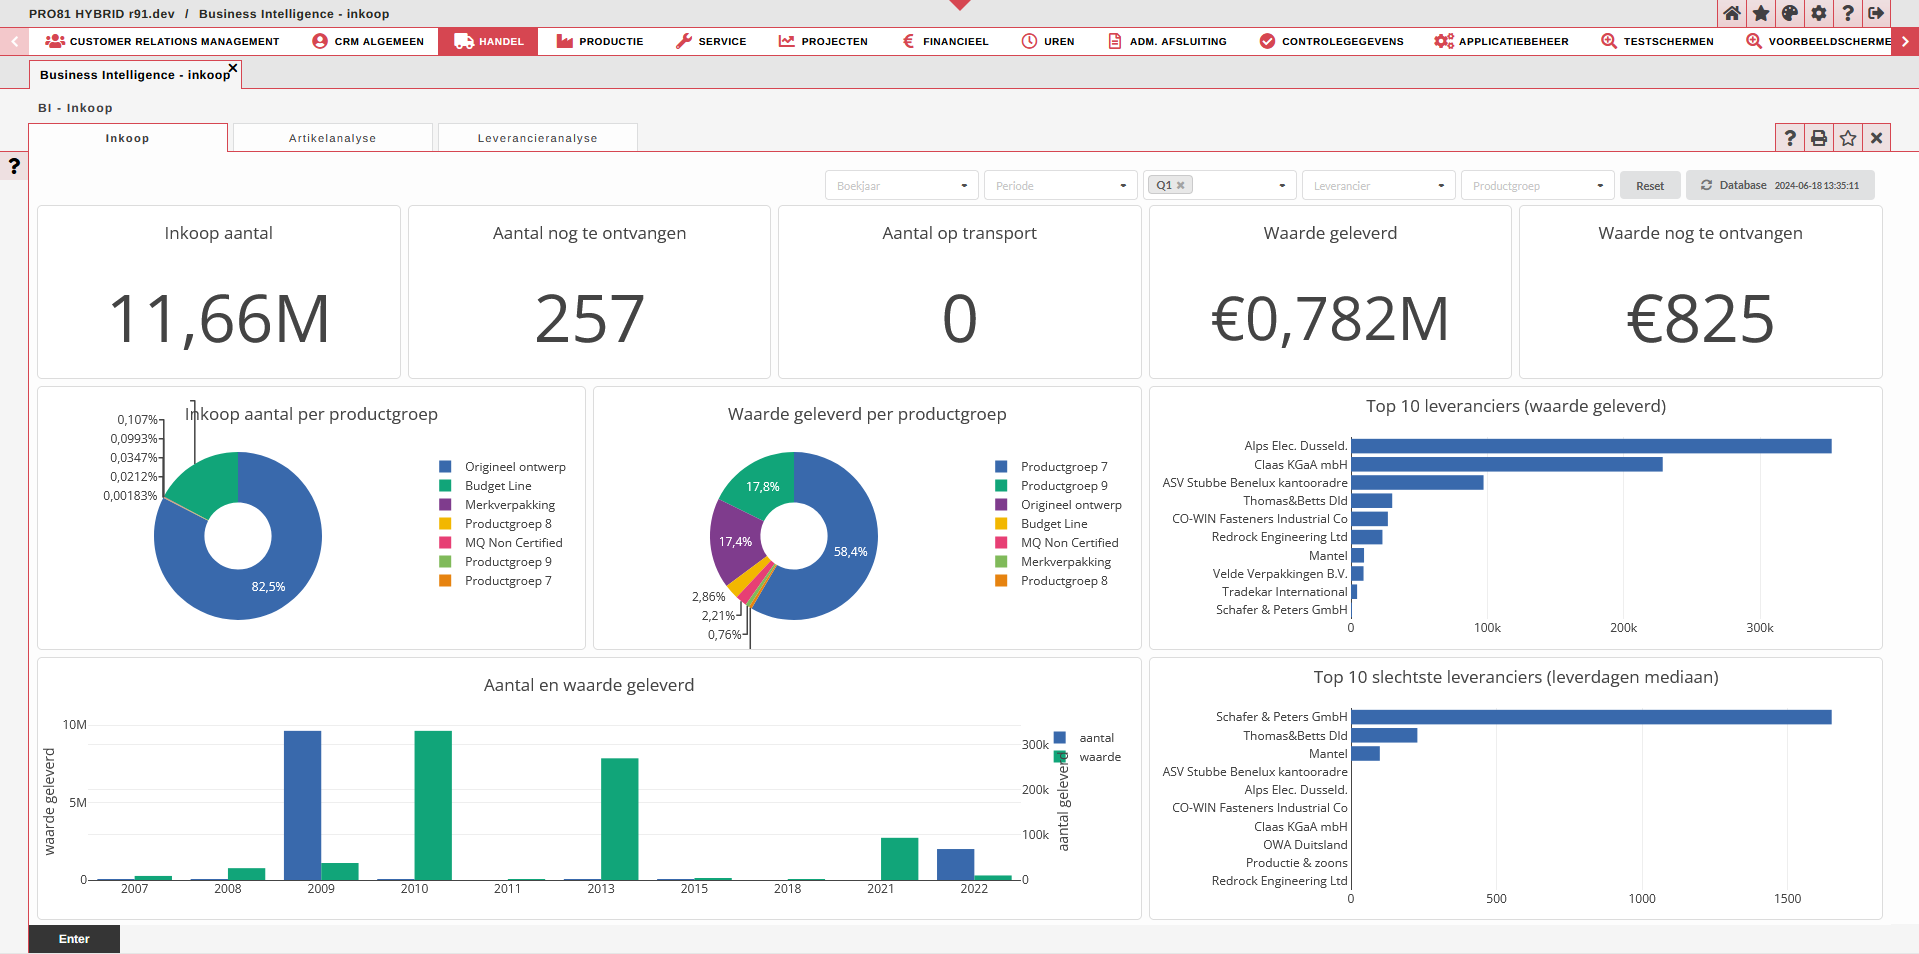 PRO81 HYBRID r91.dev / Business Intelligence - inkoop
CUSTOMER RELATIONS MANAGEMENT CRM ALGEMEEN HANDEL PRODUCTIE SERVICE PROJECTEN FINANCIEEL UREN ADM. AFSLUITING CONTROLEGEGEVENS APPLICATIEBEHEER TESTSCHERMEN VOORBEELDSCHERME
Business Intelligence - inkoop
BI - Inkoop
Inkoop Artikelanalyse Leverancieranalyse
Boekjaar Periode Q1 Leverancier Productgroep Reset Database 2024-06-18 13:35:11
Inkoop aantal
11,66M
Aantal nog te ontvangen
257
Aantal op transport
0
Waarde geleverd
€0,782M
Waarde nog te ontvangen
€825
Inkoop aantal per productgroep
0,107%
0,0993%
0,0347%
0,0212%
0,00183%
82,5%
Origineel ontwerp
Budget Line
Merkverpakking
Productgroep 8
MQ Non Certified
Productgroep 9
Productgroep 7
Waarde geleverd per productgroep
17,8%
17,4%
58,4%
2,86%
2,21%
0,76%
Productgroep 7
Productgroep 9
Origineel ontwerp
Budget Line
MQ Non Certified
Merkverpakking
Productgroep 8
Top 10 leveranciers (waarde geleverd)
Alps Elec. Dusseld.
Claas KGaA mbH
ASV Stubbe Benelux kantooradre
Thomas&Betts Dld
CO-WIN Fasteners Industrial Co
Redrock Engineering Ltd
Mantel
Velde Verpakkingen B.V.
Tradekar International
Schafer & Peters GmbH
0 100k 200k 300k
Aantal en waarde geleverd
waarde geleverd
10M
5M
0
300k
200k
100k
0
aantal geleverd
aantal
waarde
2007 2008 2009 2010 2011 2013 2015 2018 2021 2022
Top 10 slechtste leveranciers (leverdagen mediaan)
Schafer & Peters GmbH
Thomas&Betts Dld
Mantel
ASV Stubbe Benelux kantooradre
Alps Elec. Dusseld.
CO-WIN Fasteners Industrial Co
Claas KGaA mbH
OWA Duitsland
Productie & zoons
Redrock Engineering Ltd
0 500 1000 1500
Enter